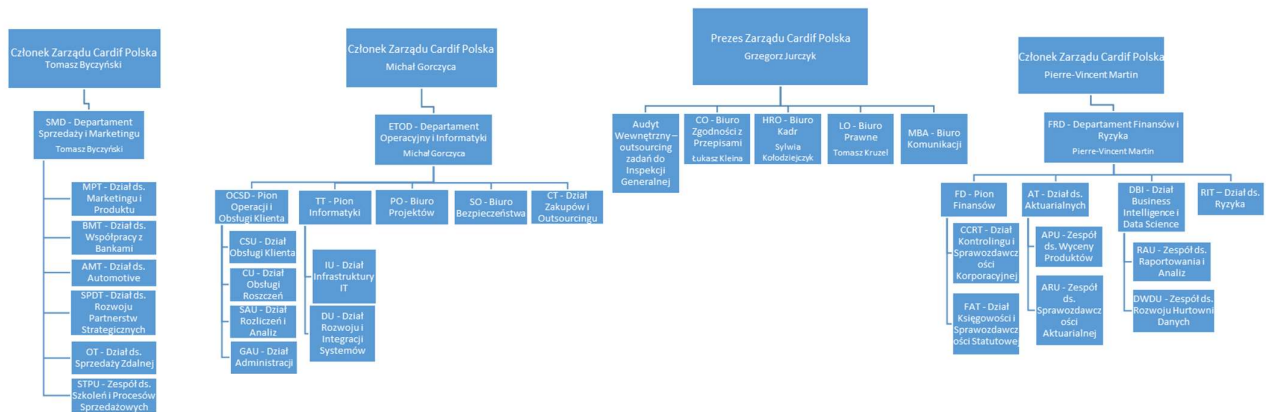 Członek Zarządu Cardif Polska
Tomasz Byczyński
SMD - Departament
Sprzedaży i Marketingu
Tomasz Byczyński
MPT - Dział ds.
Marketingu i
Produktu
BMT - Dział ds.
Współpracy z
Bankami
AMT - Dział ds.
Automotive
SPDT - Dział ds.
Rozwoju
Partnerstw
Strategicznych
OT - Dział ds.
Sprzedaży Zdalnej
STPU - Zespół ds.
Szkoleń i Procesów
Sprzedażowych
Członek Zarządu Cardif Polska
Michał Gorczyca
ETOD - Departament
Operacyjny i Informatyki
Michał Gorczyca
OCSD - Pion
Operacji i
Obsługi Klienta
CSU - Dział
Obsługi Klienta
CU - Dział
Obsługi
Roszczeń
SAU - Dział
Rozliczeń i
Analiz
GAU - Dział
Administracji
TT - Pion
Informatyki
IU - Dział
Infrastruktury
IT
DU - Dział
Rozwoju i
Integracji
Systemów
PO - Biuro
Projektów
SO - Biuro
Bezpieczeństwa
CT - Dział
Zakupów i
Outsourcingu
Prezes Zarządu Cardif Polska
Grzegorz Jurczyk
Audyt
Wewnętrzny –
outsourcing
zadań do
Inspekcji
Generalnej
CO - Biuro
Zgodności z
Przepisami
Łukasz Kleina
HRO - Biuro
Kadr
Sylwia
Kołodziejczyk
LO - Biuro
Prawne
Tomasz Kruzel
MBA - Biuro
Komunikacji
Członek Zarządu Cardif Polska
Pierre-Vincent Martin
FRD - Departament Finansów i
Ryzyka
Pierre-Vincent Martin
FD - Pion
Finansów
CCRT - Dział
Kontrolingu i
Sprawozdawcz
ości
Korporacyjnej
FAT - Dział
Księgowości i
Sprawozdawcz
ości Statutowej
AT - Dział ds.
Aktuarialnych
APU - Zespół
ds. Wyceny
Produktów
ARU - Zespół
ds.
Sprawozdawcz
ości
Aktuarialnej
DBI - Dział
Business
Intelligence i
Data Science
RAU - Zespół ds.
Raportowania i
Analiz
DWDU - Zespół ds.
Rozwoju Hurtowni
Danych
RIT – Dział ds.
Ryzyka